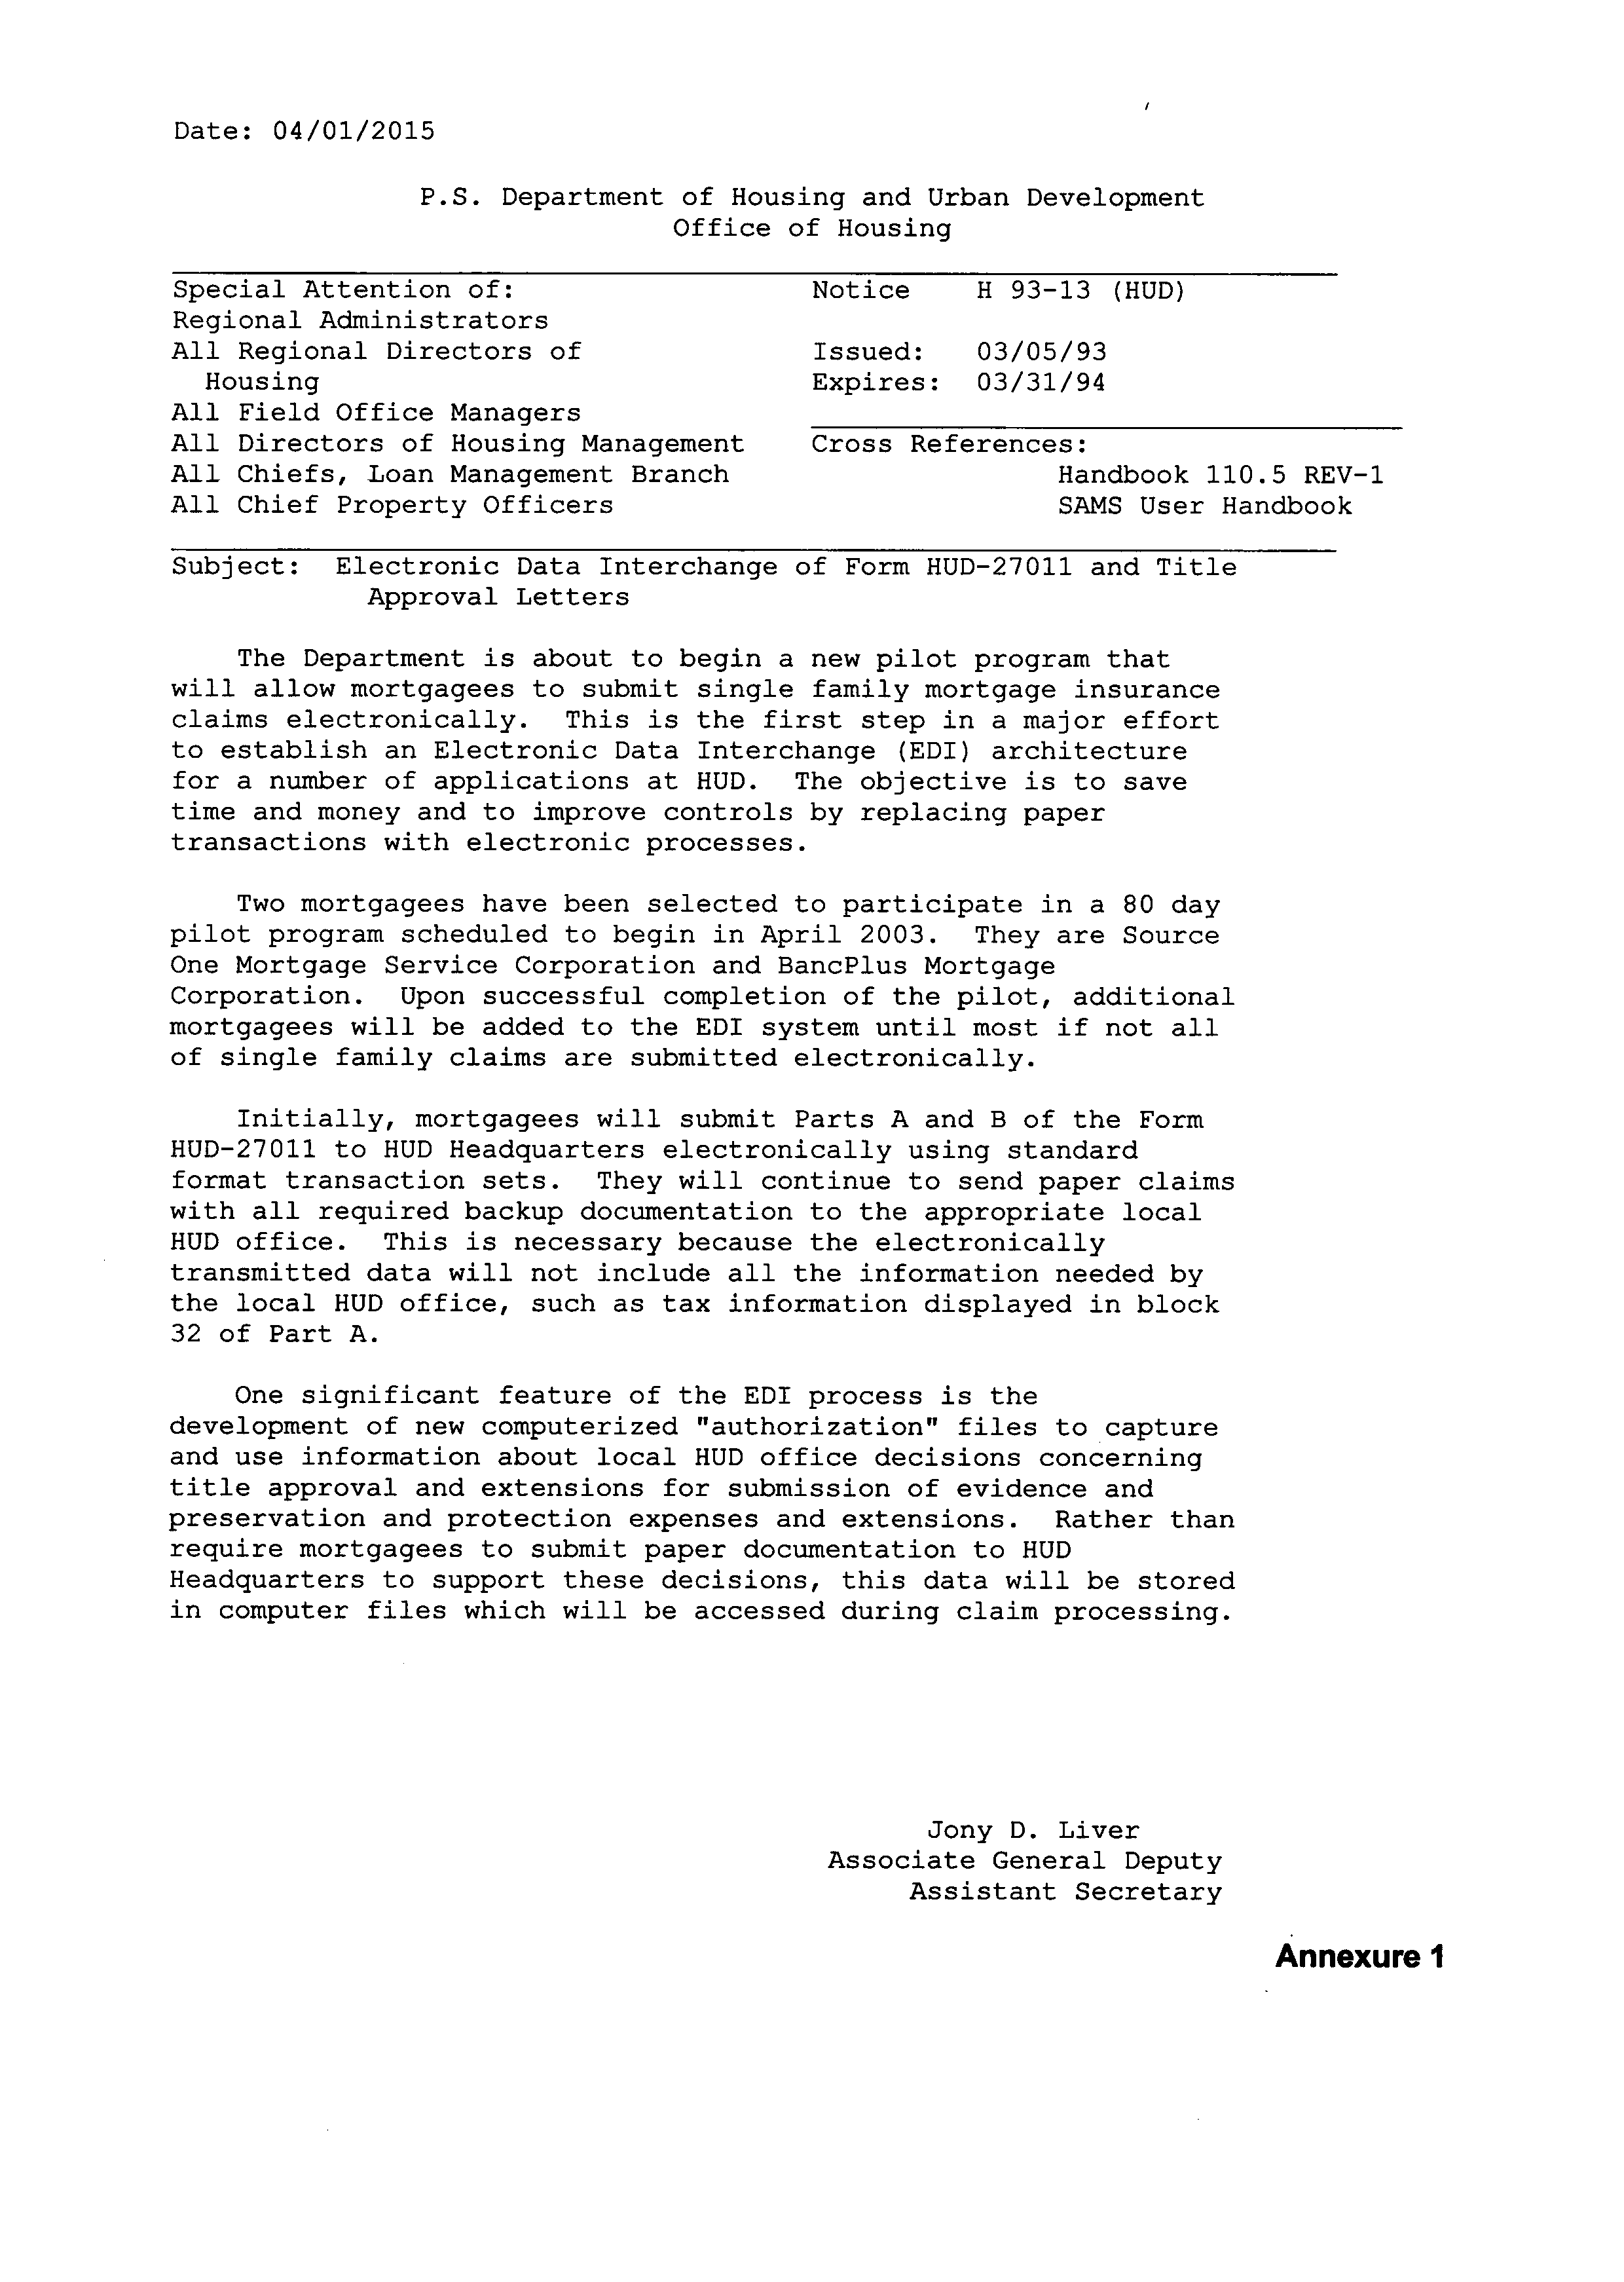 Date: 04/01/2015
P.S. Department of Housing and Urban Development
Office of Housing
Special Attention of:
Regional Administrators
All Regional Directors of
Housing
All Field Office Managers
All Directors of Housing Management
All Chiefs, Loan Management Branch
All Chief Property Officers
Notice H 93-13 (HUD)
Issued: 03/05/93
Expires: 03/31/94
Cross References:
Handbook 110.5 REV-1
SAMS User Handbook
Subject: Electronic Data Interchange of Form HUD-27011 and Title
Approval Letters
The Department is about to begin a new pilot program that
will allow mortgagees to submit single family mortgage insurance
claims electronically. This is the first step in a major effort
to establish an Electronic Data Interchange (EDI) architecture
for a number of applications at HUD. The objective is to save
time and money and to improve controls by replacing paper
transactions with electronic processes.
Two mortgagees have been selected to participate in a 80 day
pilot program scheduled to begin in April 2003. They are Source
One Mortgage Service Corporation and BancPlus Mortgage
Corporation. Upon successful completion of the pilot, additional
mortgagees will be added to the EDI system until most if not all
of single family claims are submitted electronically.
Initially, mortgagees will submit Parts A and B of the Form
HUD-27011 to HUD Headquarters electronically using standard
format transaction sets. They will continue to send paper claims
with all required backup documentation to the appropriate local
HUD office. This is necessary because the electronically
transmitted data will not include all the information needed by
the local HUD office, such as tax information displayed in block
32 of Part A.
One significant feature of the EDI process is the
development of new computerized "authorization" files to capture
and use information about local HUD office decisions concerning
title approval and extensions for submission of evidence and
preservation and protection expenses and extensions. Rather than
require mortgagees to submit paper documentation to HUD
Headquarters to support these decisions, this data will be stored
in computer files which will be accessed during claim processing.
Jony D. Liver
Associate General Deputy
Assistant Secretary
Annexure 1